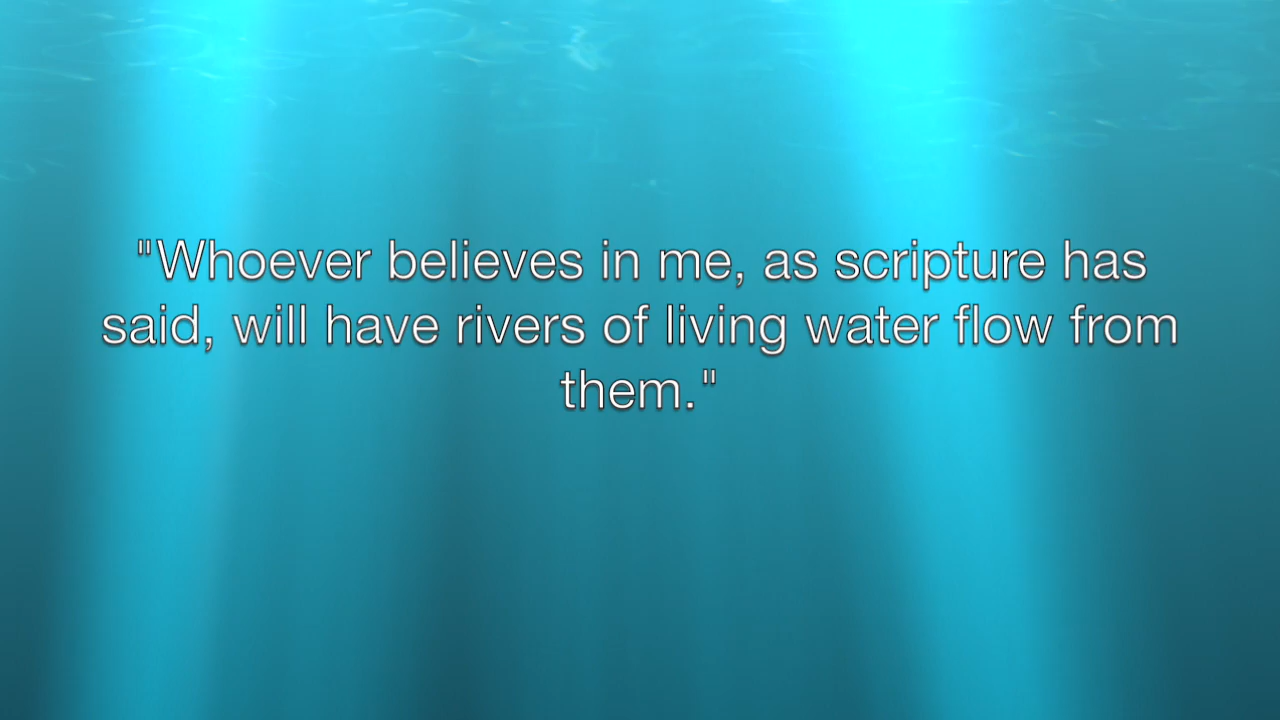 "Whoever believes in me, as scripture has
said, will have rivers of living water flow from
them."